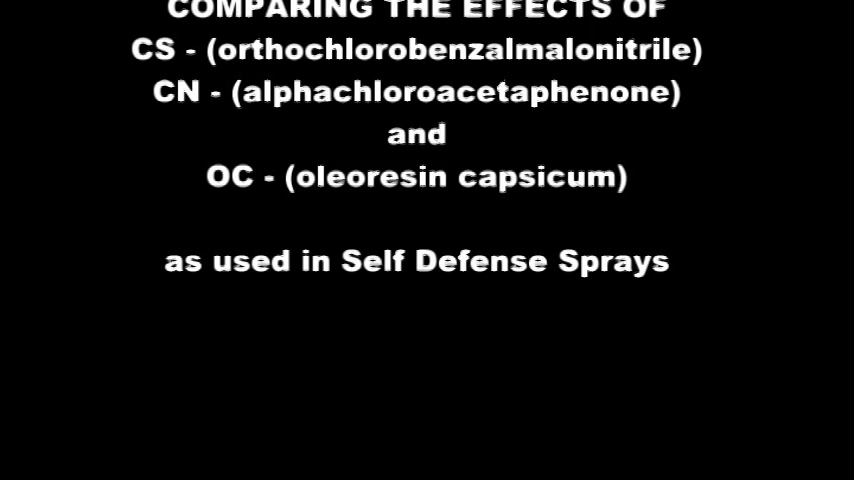 COMPARING THE EFFECTS OF
CS - (orthochlorobenzalmalonitrile)
CN - (alphachloroacetaphenone)
and
OC - (oleoresin capsicum)
as used in Self Defense Sprays